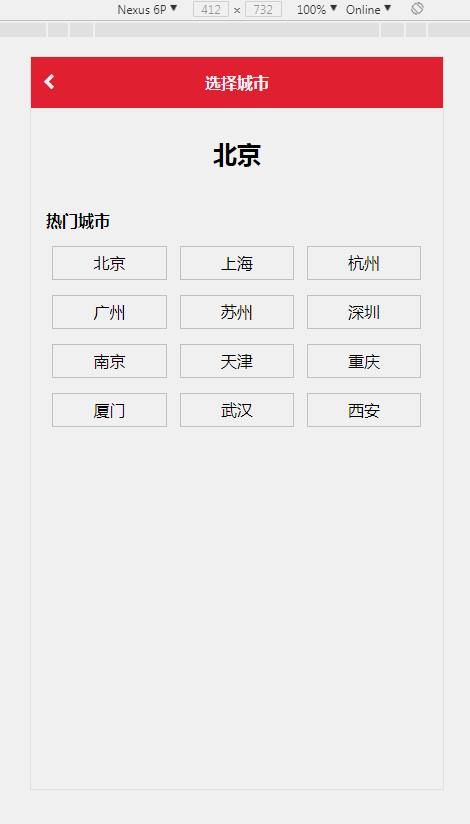 Nexus 6P ▼ 412 × 732 100% ▼ Online ▼
选择城市
北京
热门城市
北京 上海 杭州
广州 苏州 深圳
南京 天津 重庆
厦门 武汉 西安